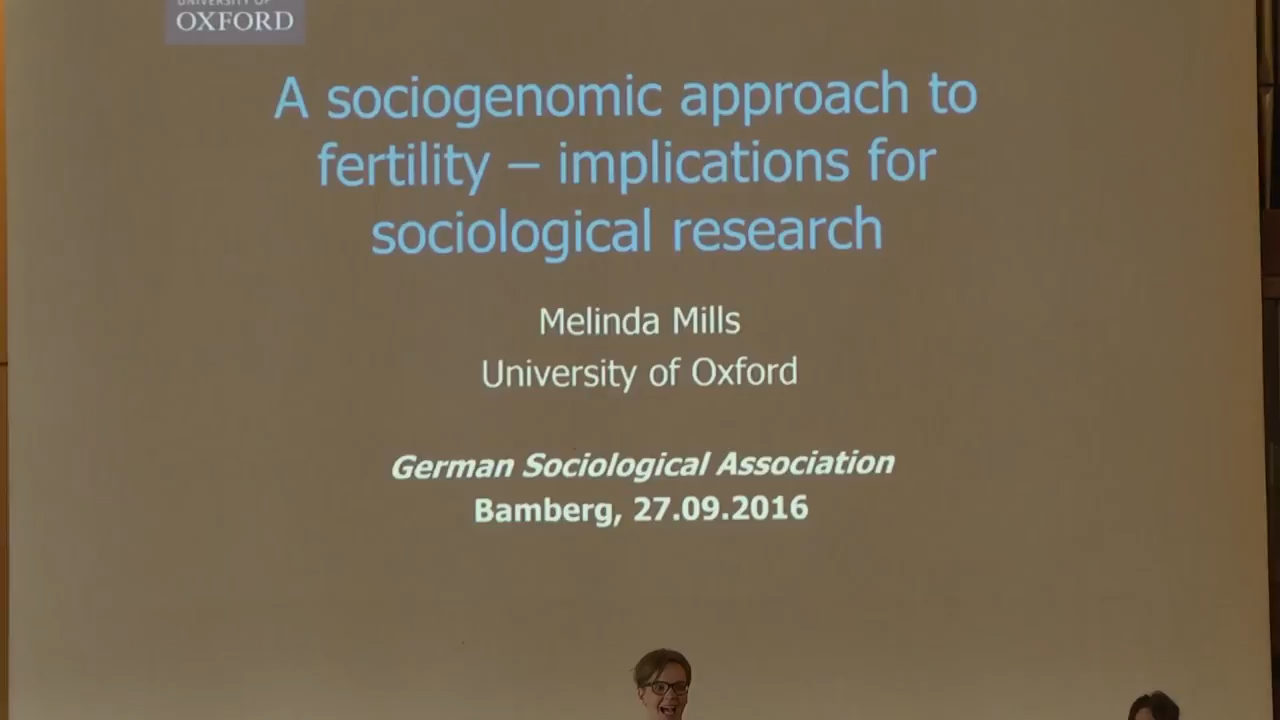 UNIVERSITY OF
OXFORD
A sociogenomic approach to
fertility – implications for
sociological research
Melinda Mills
University of Oxford
German Sociological Association
Bamberg, 27.09.2016